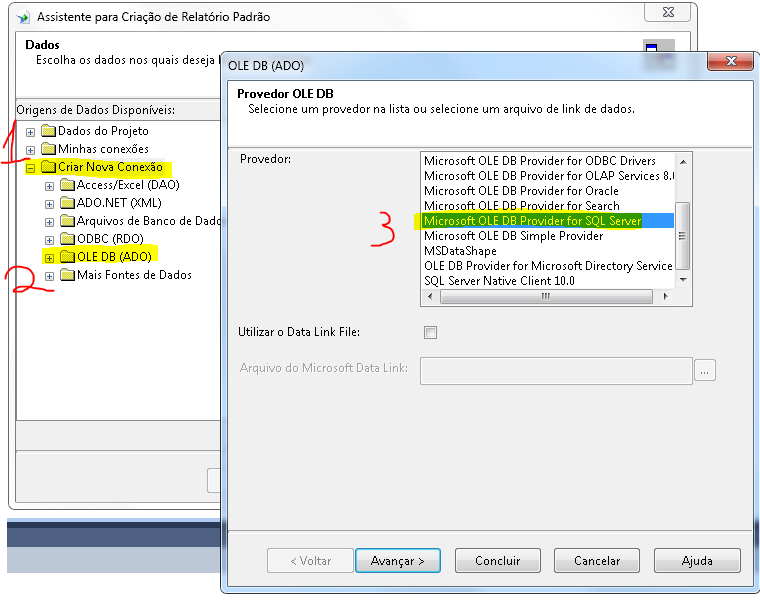 Assistente para Criação de Relatório Padrão
Dados
Escolha os dados nos quais deseja
Origens de Dados Disponíveis:
1
Dados do Projeto
Minhas conexões
Criar Nova Conexão
Access/Excel (DAO)
ADO.NET (XML)
Arquivos de Banco de Dado
ODBC (RDO)
OLE DB (ADO)
2
Mais Fontes de Dados
OLE DB (ADO)
Provedor OLE DB
Selecione um provedor na lista ou selecione um arquivo de link de dados.
Provedor:
Microsoft OLE DB Provider for ODBC Drivers
Microsoft OLE DB Provider for OLAP Services 8.
Microsoft OLE DB Provider for Oracle
Microsoft OLE DB Provider for Search
3
Microsoft OLE DB Provider for SQL Server
Microsoft OLE DB Simple Provider
MSDataShape
OLE DB Provider for Microsoft Directory Service
SQL Server Native Client 10.0
Utilizar o Data Link File:
Arquivo do Microsoft Data Link:
...
< Voltar
Avançar >
Concluir
Cancelar
Ajuda